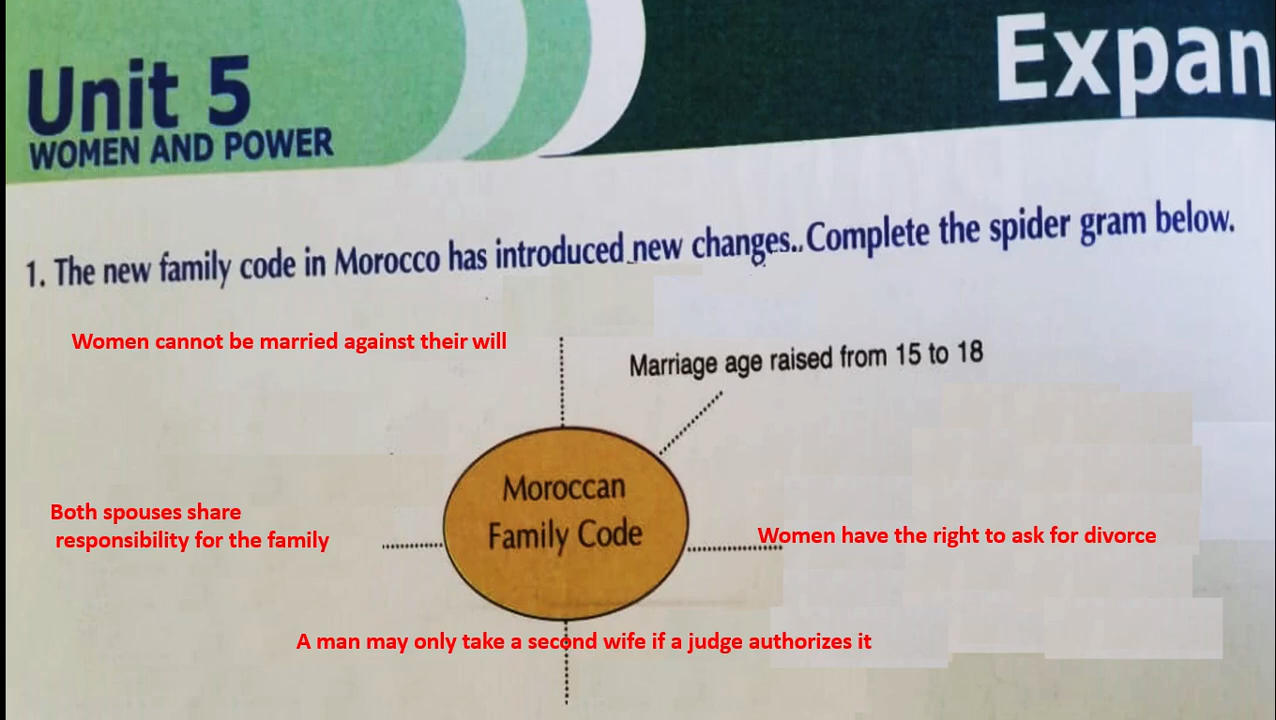 Unit 5
WOMEN AND POWER
Expan
1. The new family code in Morocco has introduced new changes.. Complete the spider gram below.
Women cannot be married against their will
Marriage age raised from 15 to 18
Moroccan
Family Code
Both spouses share
responsibility for the family
Women have the right to ask for divorce
A man may only take a second wife if a judge authorizes it